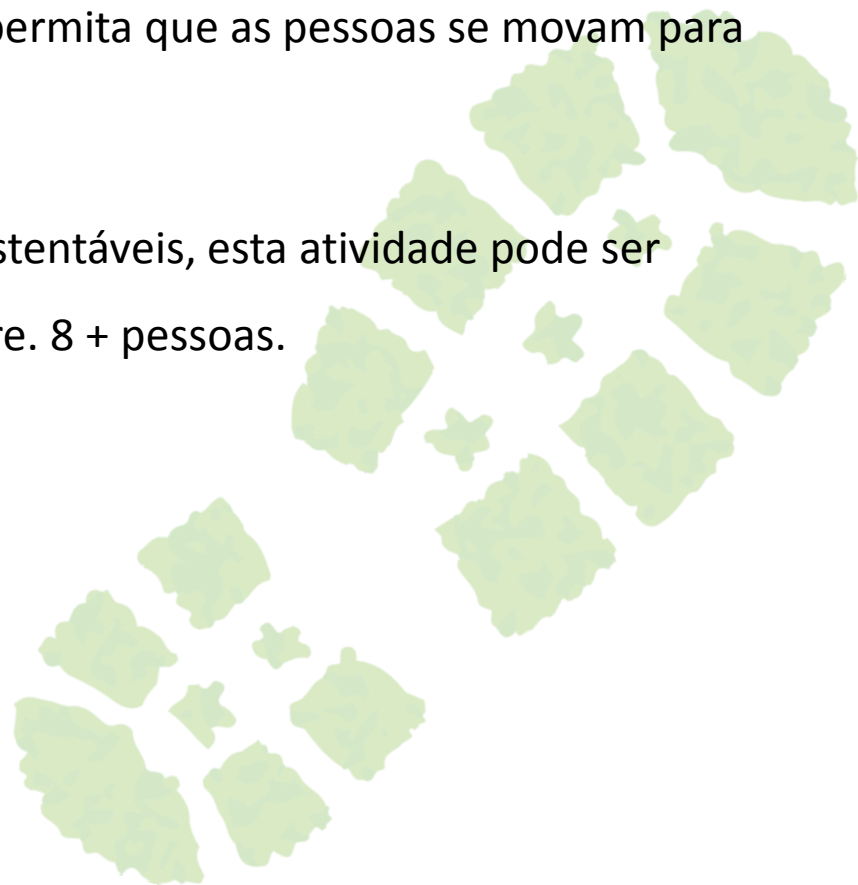 permita que as pessoas se movam para
stentáveis, esta atividade pode ser
re. 8 + pessoas.